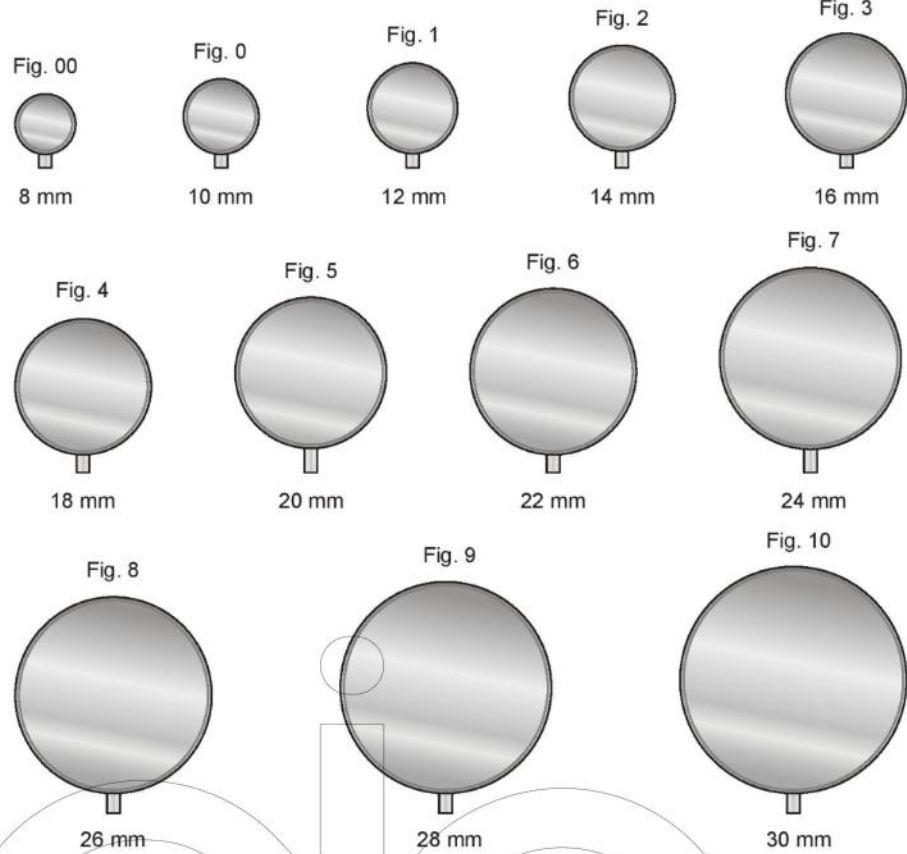 Fig. 00
Fig. 0
Fig. 1
Fig. 2
Fig. 3
8 mm
10 mm
12 mm
14 mm
16 mm
Fig. 4
Fig. 5
Fig. 6
Fig. 7
18 mm
20 mm
22 mm
24 mm
Fig. 8
Fig. 9
Fig. 10
26 mm
28 mm
30 mm